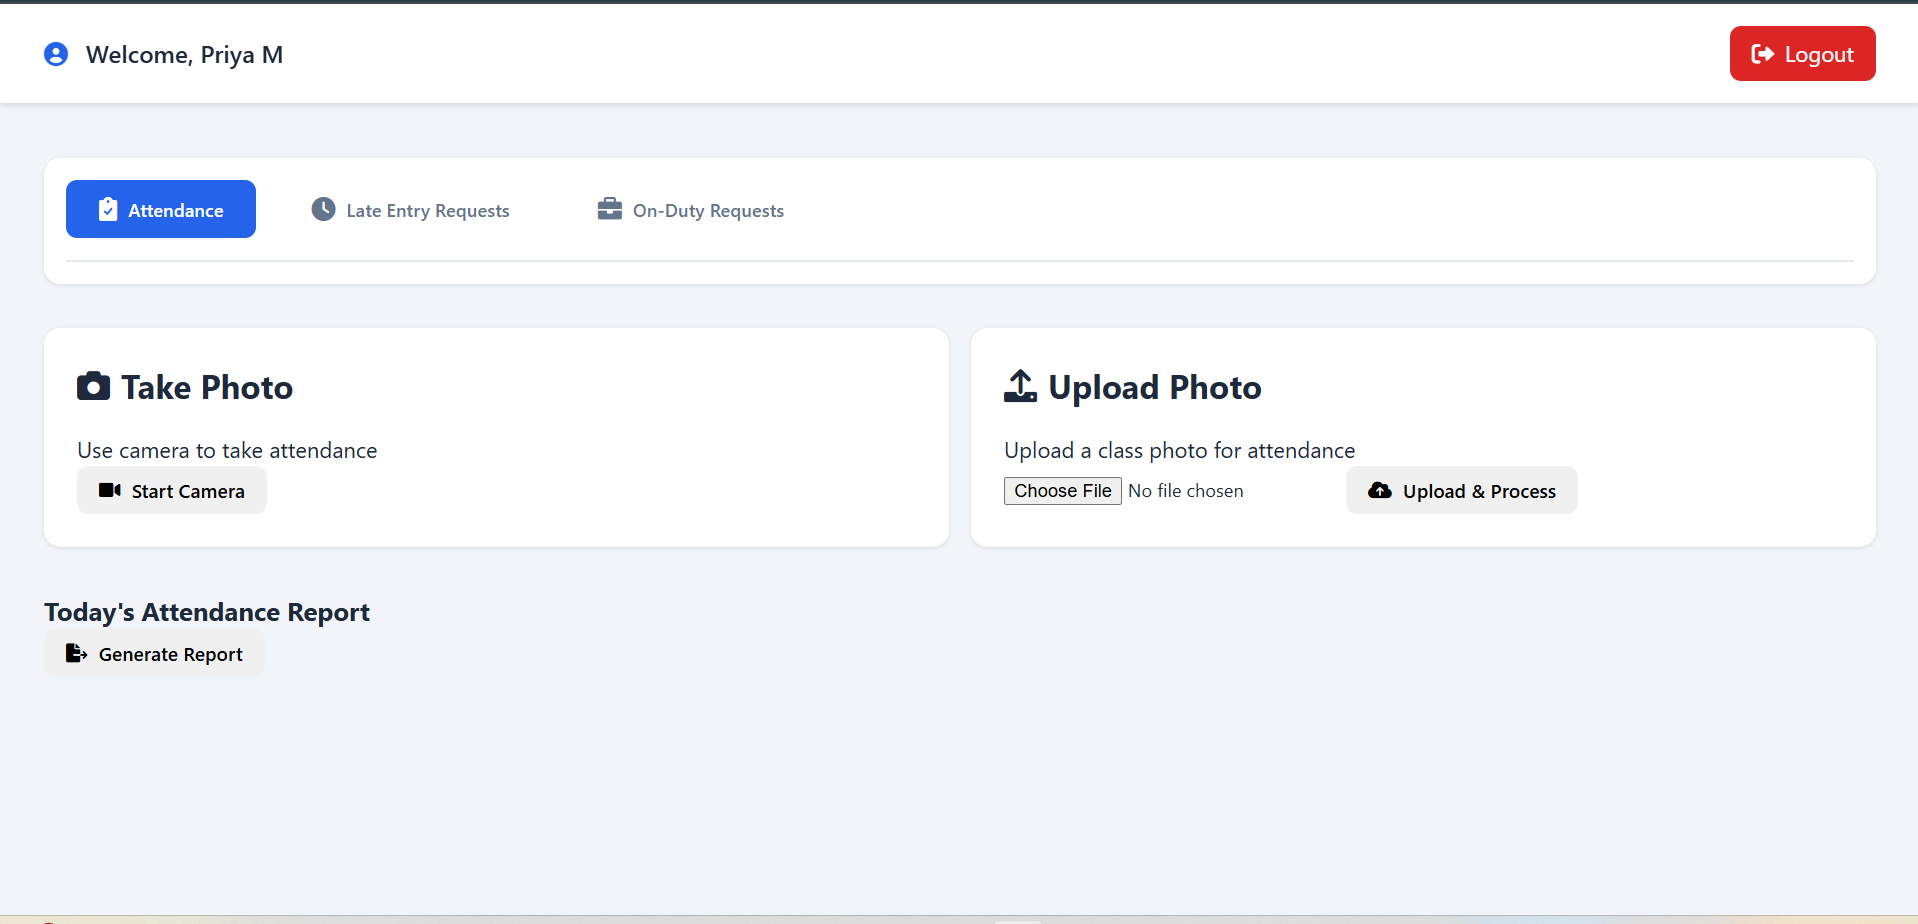 Welcome, Priya M
Logout
Attendance
Late Entry Requests
On-Duty Requests
Take Photo
Use camera to take attendance
Start Camera
Upload Photo
Upload a class photo for attendance
Choose File No file chosen
Upload & Process
Today's Attendance Report
Generate Report